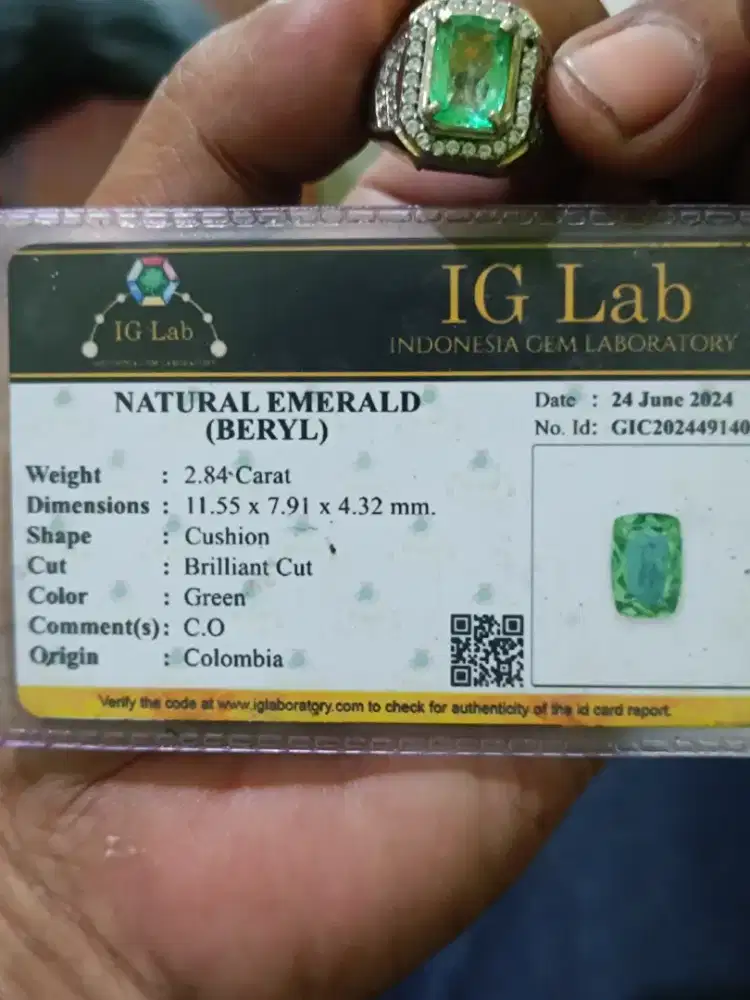 IG Lab
IG Lab
INDONESIA GEM LABORATORY
NATURAL EMERALD
(BERYL)
Date : 24 June 2024
No. Id: GIC202449140
Weight : 2.84 Carat
Dimensions : 11.55 x 7.91 x 4.32 mm.
Shape : Cushion
Cut : Brilliant Cut
Color : Green
Comment(s): C.O
Origin : Colombia
Verify the code at www.iglaboratory.com to check for authenticity of the id card report.